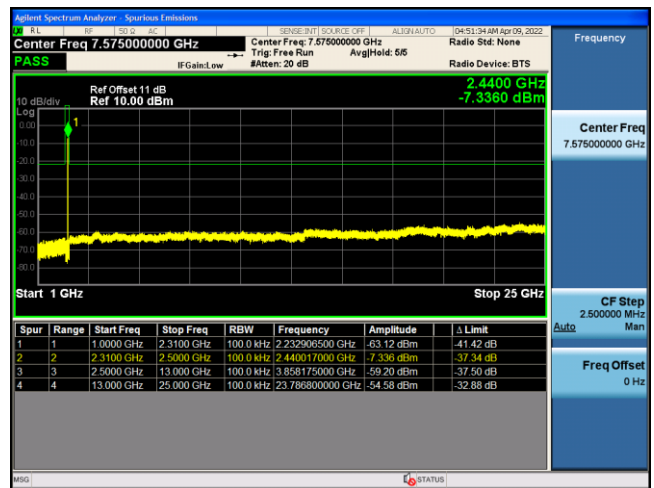 Agilent Spectrum Analyzer - Spurious Emissions
RL RF 50 Ω AC SENSE:INT SOURCE OFF ALIGN AUTO 04:51:34 AM Apr 09, 2022
Center Freq 7.575000000 GHz Center Freq: 7.575000000 GHz Radio Std: None
PASS Trig: Free Run Avg|Hold: 5/5
IFGain:Low #Atten: 20 dB Radio Device: BTS
Ref Offset 11 dB 2.4400 GHz
10 dB/div Ref 10.00 dBm -7.3360 dBm
Log
1
0.00
-10.0
-20.0
-30.0
-40.0
-50.0
-60.0
-70.0
-80.0
Start 1 GHz Stop 25 GHz
Spur Range Start Freq Stop Freq RBW Frequency Amplitude Δ Limit
1 1 1.0000 GHz 2.3100 GHz 100.0 kHz 2.232906500 GHz -63.12 dBm -41.42 dB
2 2 2.3100 GHz 2.5000 GHz 100.0 kHz 2.440017000 GHz -7.336 dBm -37.34 dB
3 3 2.5000 GHz 13.000 GHz 100.0 kHz 3.858175000 GHz -59.20 dBm -37.50 dB
4 4 13.000 GHz 25.000 GHz 100.0 kHz 23.786800000 GHz -54.58 dBm -32.88 dB
MSG STATUS
Frequency
Center Freq
7.575000000 GHz
CF Step
2.500000 MHz
Auto Man
Freq Offset
0 Hz